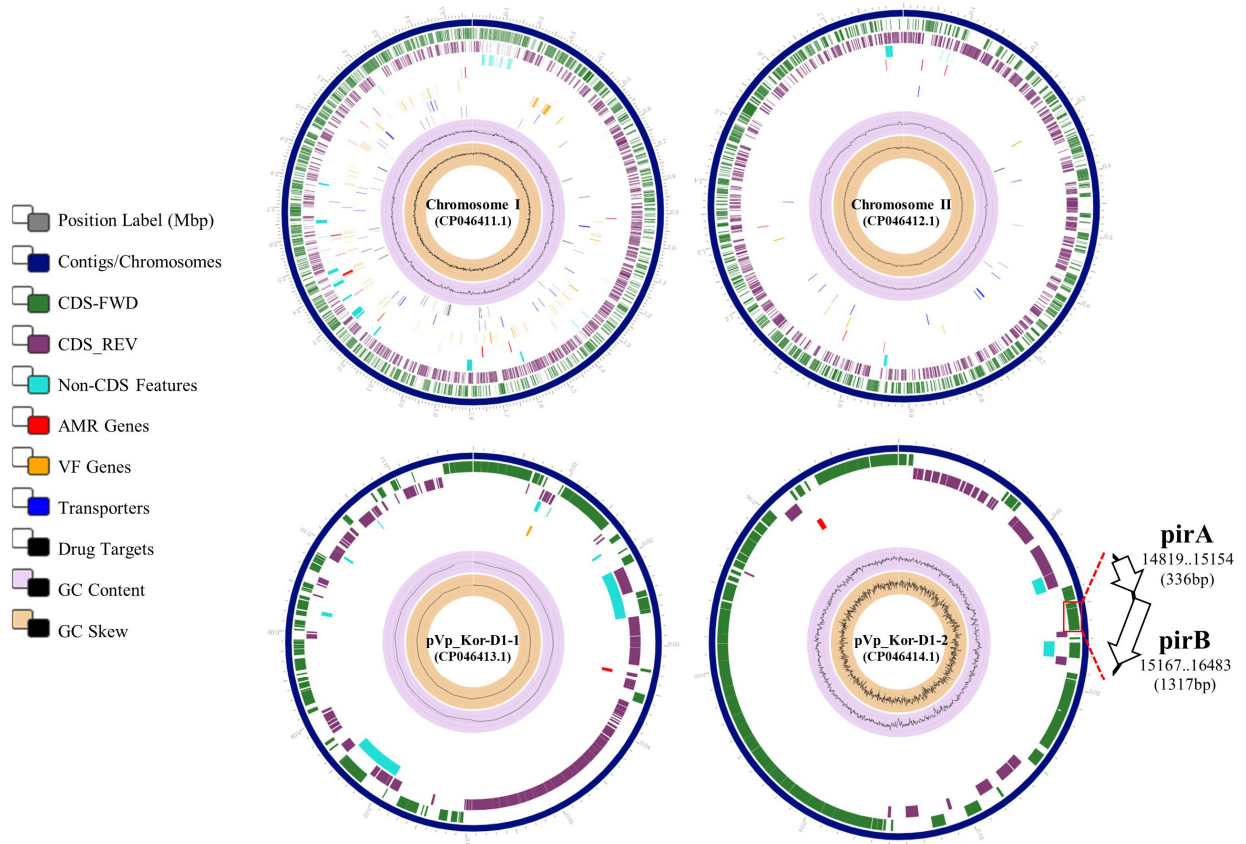 Position Label (Mbp)
Contigs/Chromosomes
CDS-FWD
CDS_REV
Non-CDS Features
AMR Genes
VF Genes
Transporters
Drug Targets
GC Content
GC Skew
Chromosome I
(CP046411.1)
Chromosome II
(CP046412.1)
pVp_Kor-D1-1
(CP046413.1)
pVp_Kor-D1-2
(CP046414.1)
pirA
14819..15154
(336bp)
pirB
15167..16483
(1317bp)